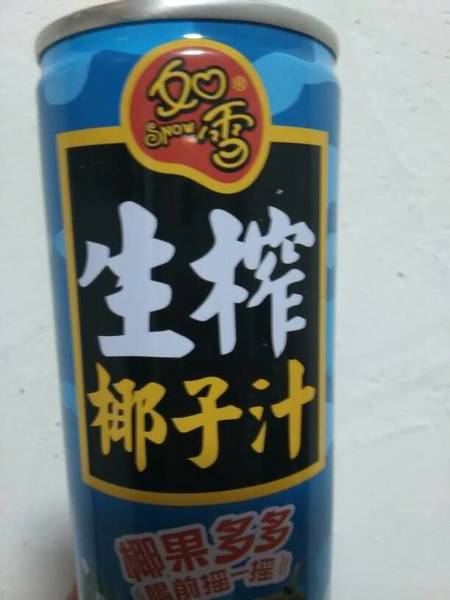 如雪®
SNOW
生榨
椰子汁
椰果多多
(喝前摇一摇)